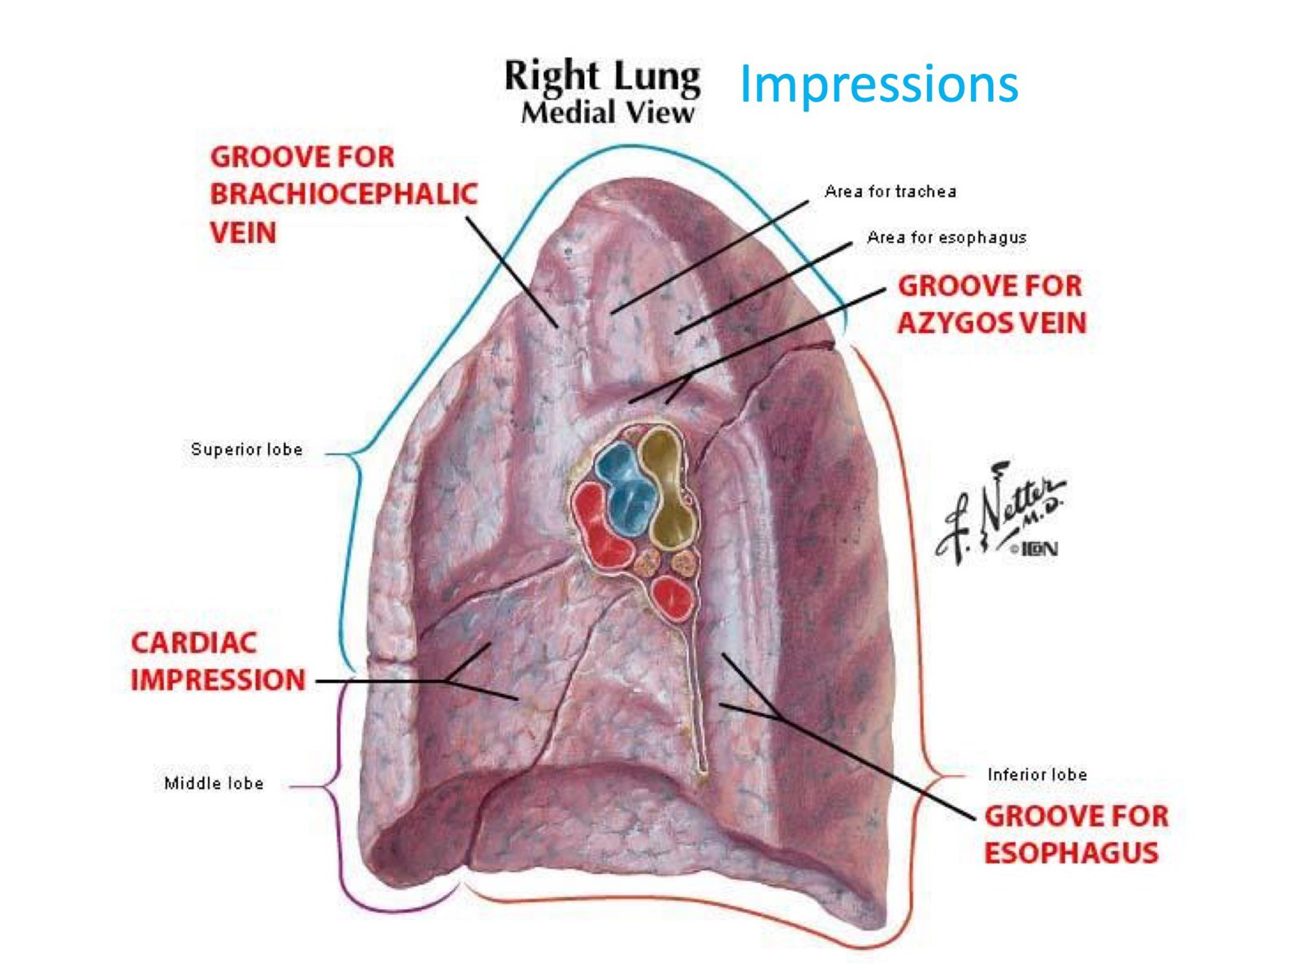 Right Lung
Medial View
Impressions
GROOVE FOR
BRACHIOCEPHALIC
VEIN
Area for trachea
Area for esophagus
GROOVE FOR
AZYGOS VEIN
Superior lobe
F. Netter
M.D.
©ICON
CARDIAC
IMPRESSION
Middle lobe
Inferior lobe
GROOVE FOR
ESOPHAGUS